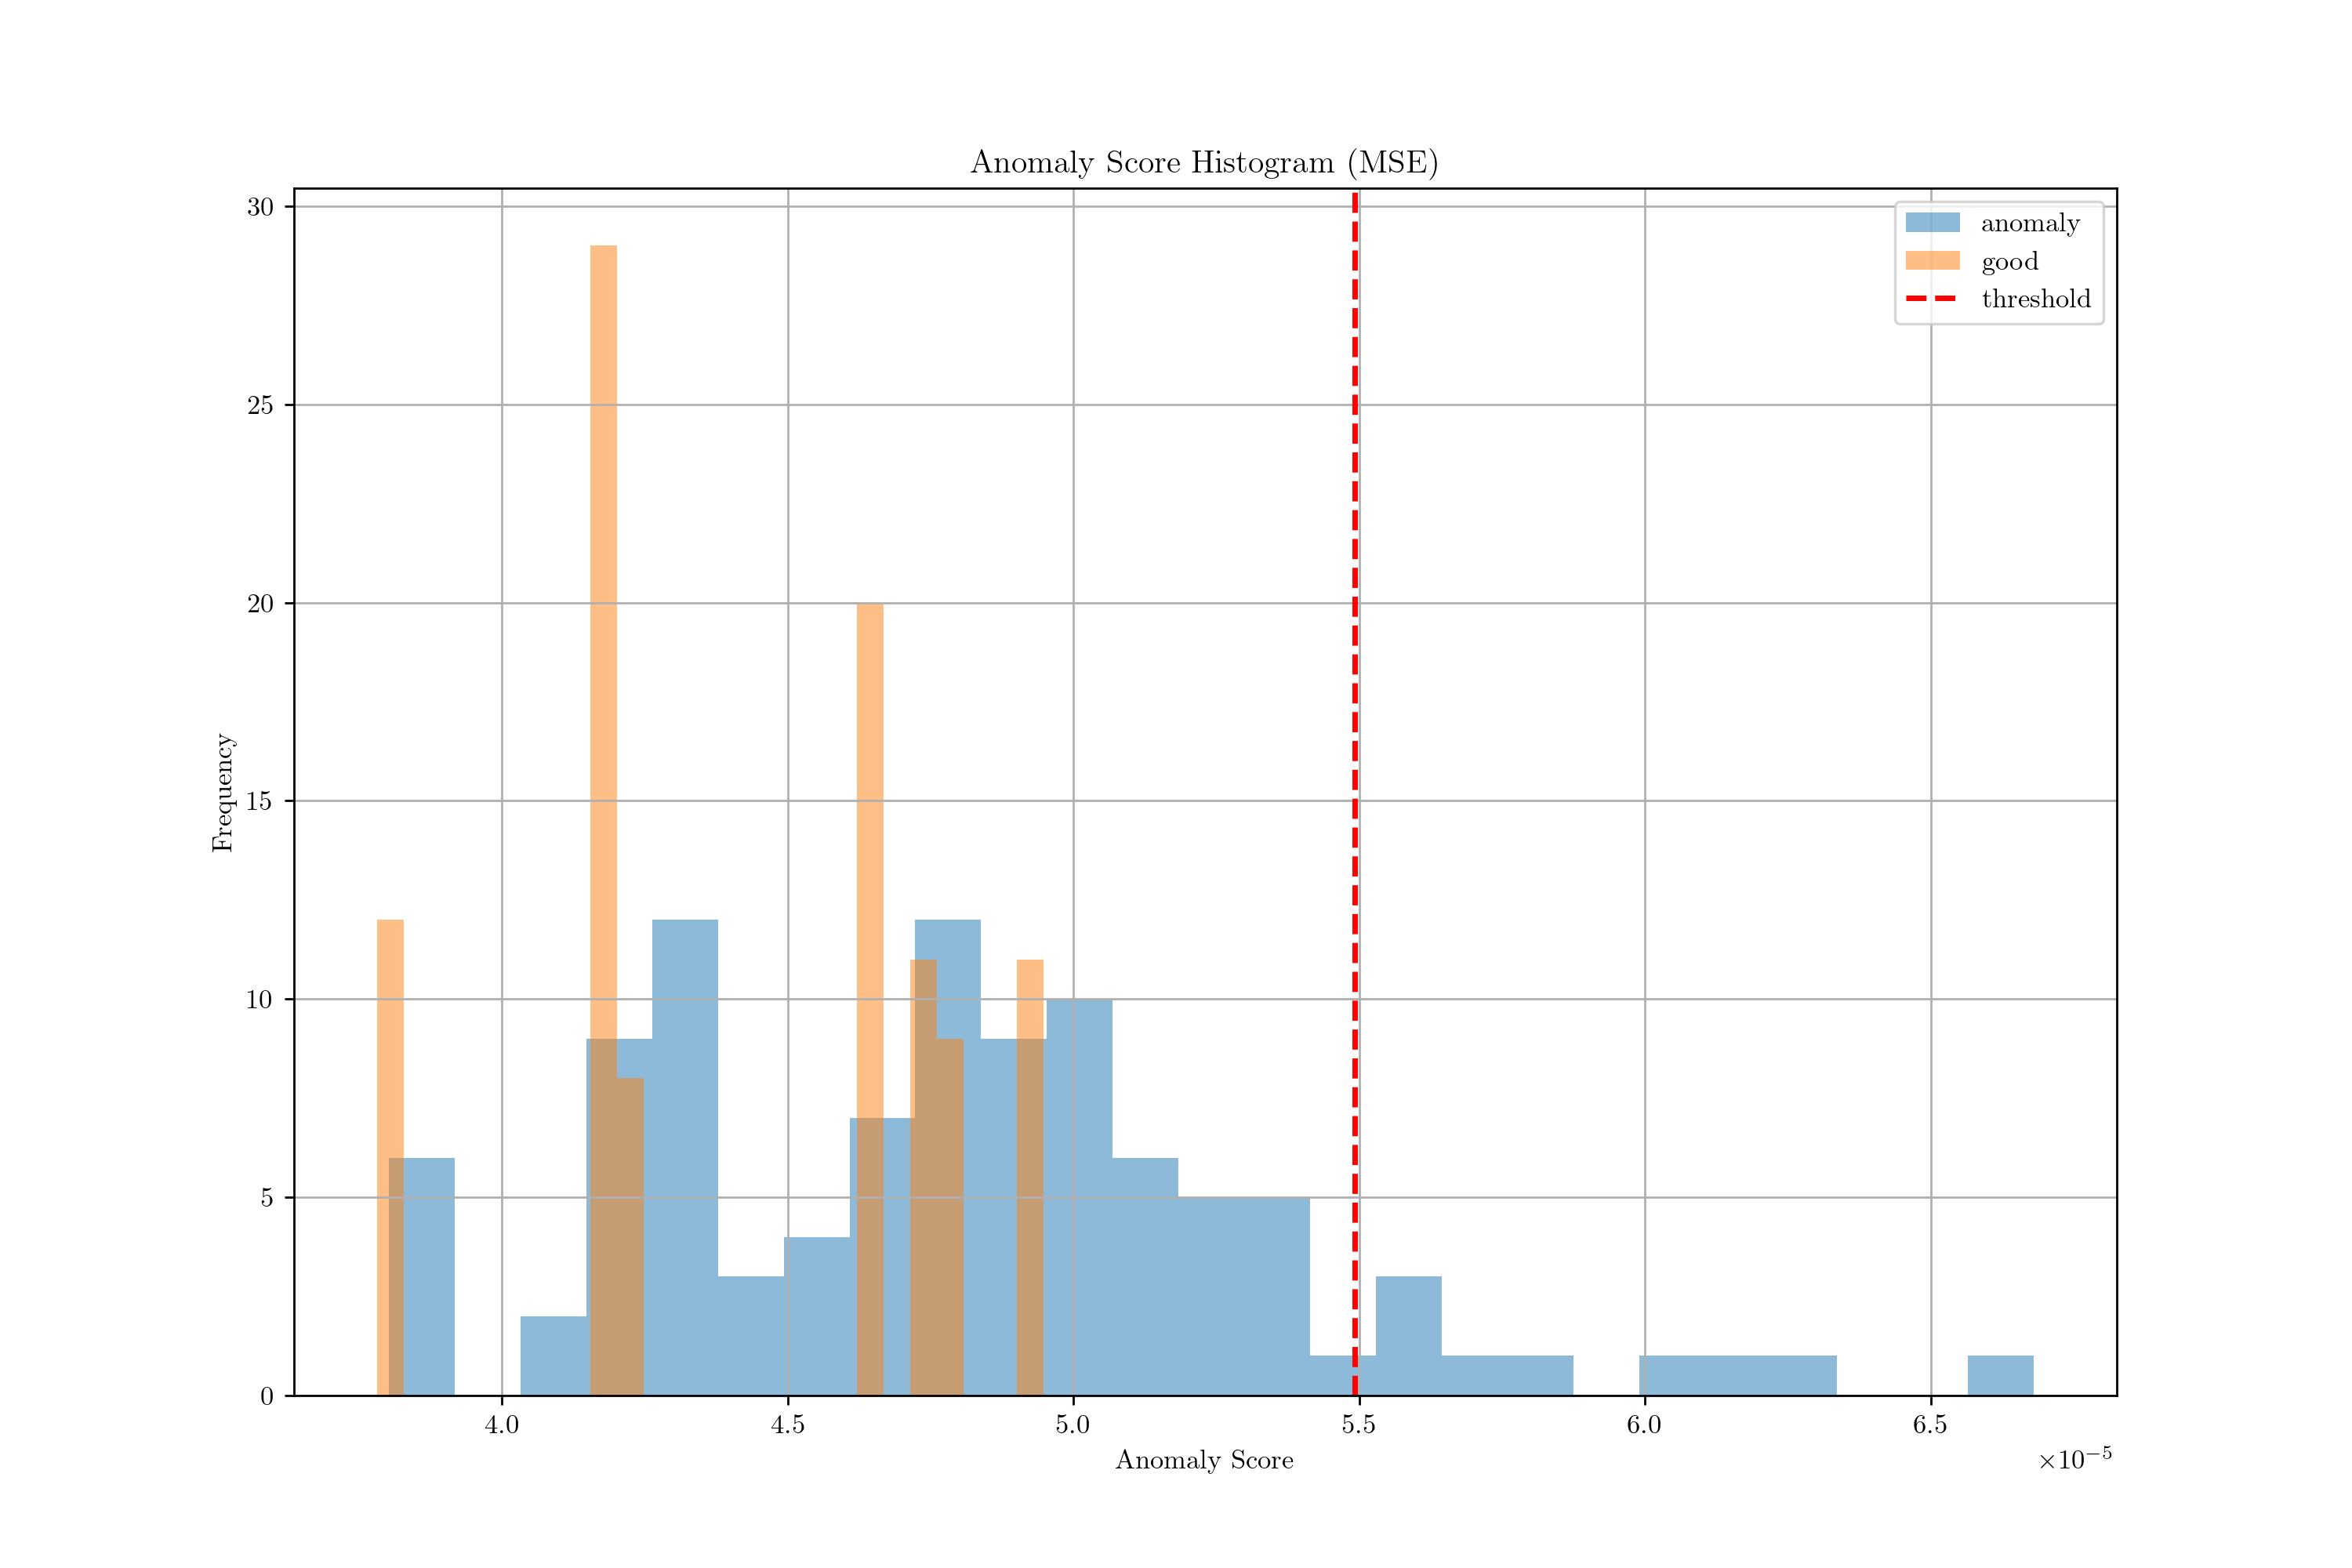 Anomaly Score Histogram (MSE)
anomaly
good
threshold
Frequency
30
25
20
15
10
5
0
4.0 4.5 5.0 5.5 6.0 6.5
Anomaly Score
×10⁻⁵